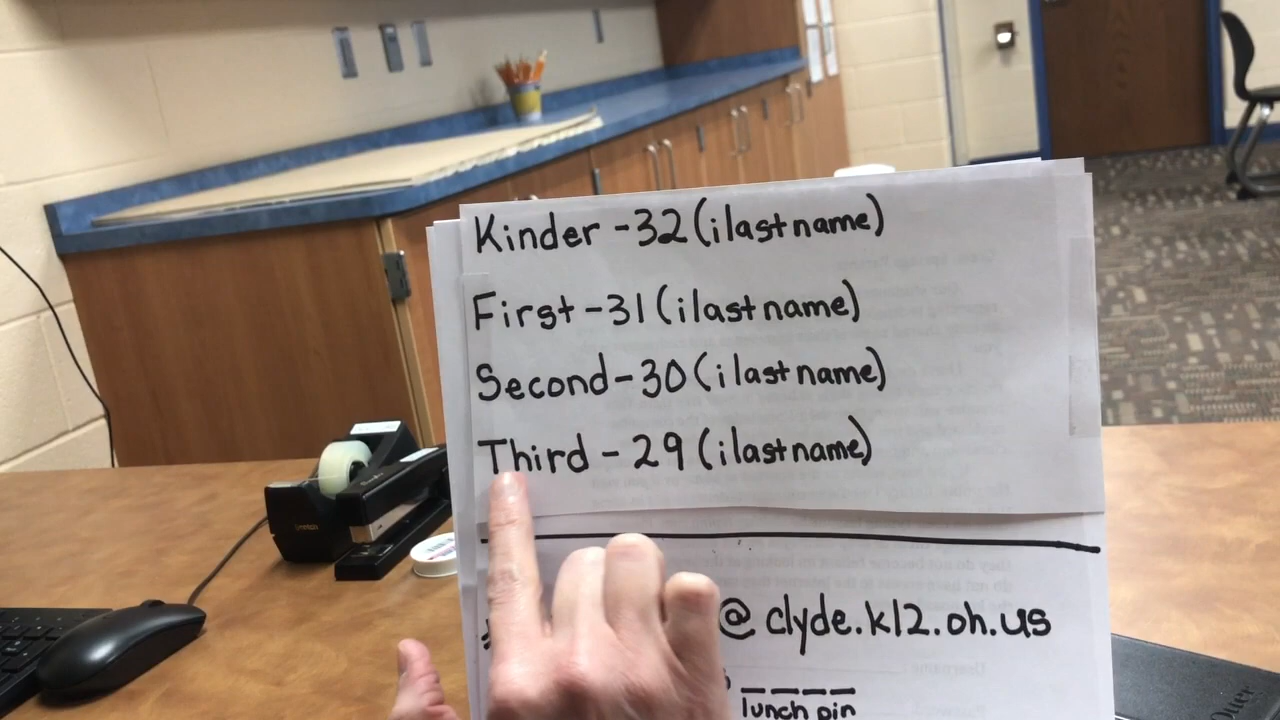 Kinder - 32 (ilastname)
First - 31 (ilastname)
Second - 30 (ilastname)
Third - 29 (ilastname)
@ clyde.k12.oh.us
lunch pin